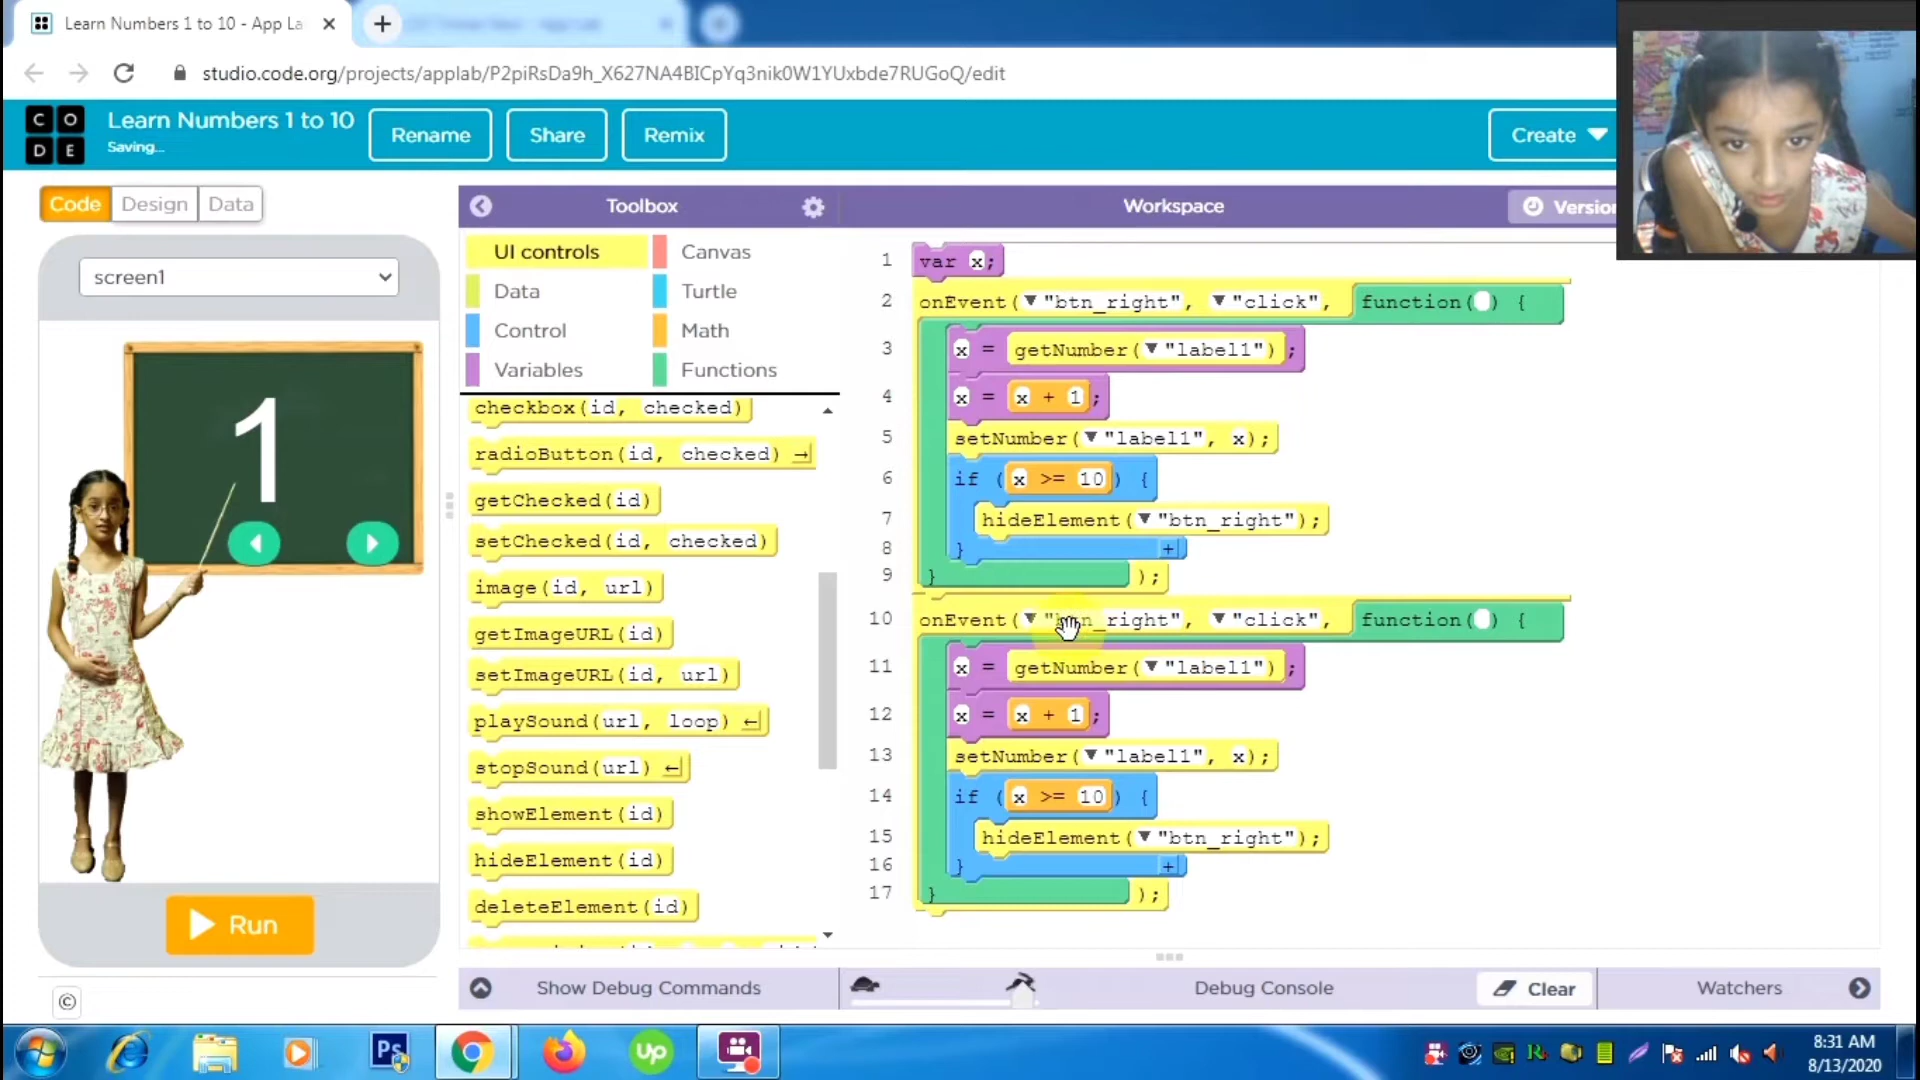 Learn Numbers 1 to 10 - App La
studio.code.org/projects/applab/P2piRsDa9h_X627NA4BICpYq3nik0W1YUxbde7RUGoQ/edit
C O
D E
Learn Numbers 1 to 10
Saving...
Rename
Share
Remix
Create
Code
Design
Data
Toolbox
Workspace
Versio
screen1
1
Run
UI controls
Canvas
Data
Turtle
Control
Math
Variables
Functions
checkbox(id, checked)
radioButton(id, checked)
getChecked(id)
setChecked(id, checked)
image(id, url)
getImageURL(id)
setImageURL(id, url)
playSound(url, loop)
stopSound(url)
showElement(id)
hideElement(id)
deleteElement(id)
1 var x;
2 onEvent("btn_right", "click", function() {
3 x = getNumber("label1");
4 x = x + 1;
5 setNumber("label1", x);
6 if (x >= 10) {
7 hideElement("btn_right");
8 } +
9 } );
10 onEvent("btn_right", "click", function() {
11 x = getNumber("label1");
12 x = x + 1;
13 setNumber("label1", x);
14 if (x >= 10) {
15 hideElement("btn_right");
16 } +
17 } );
Show Debug Commands
Debug Console
Clear
Watchers
Ps
Up
8:31 AM
8/13/2020